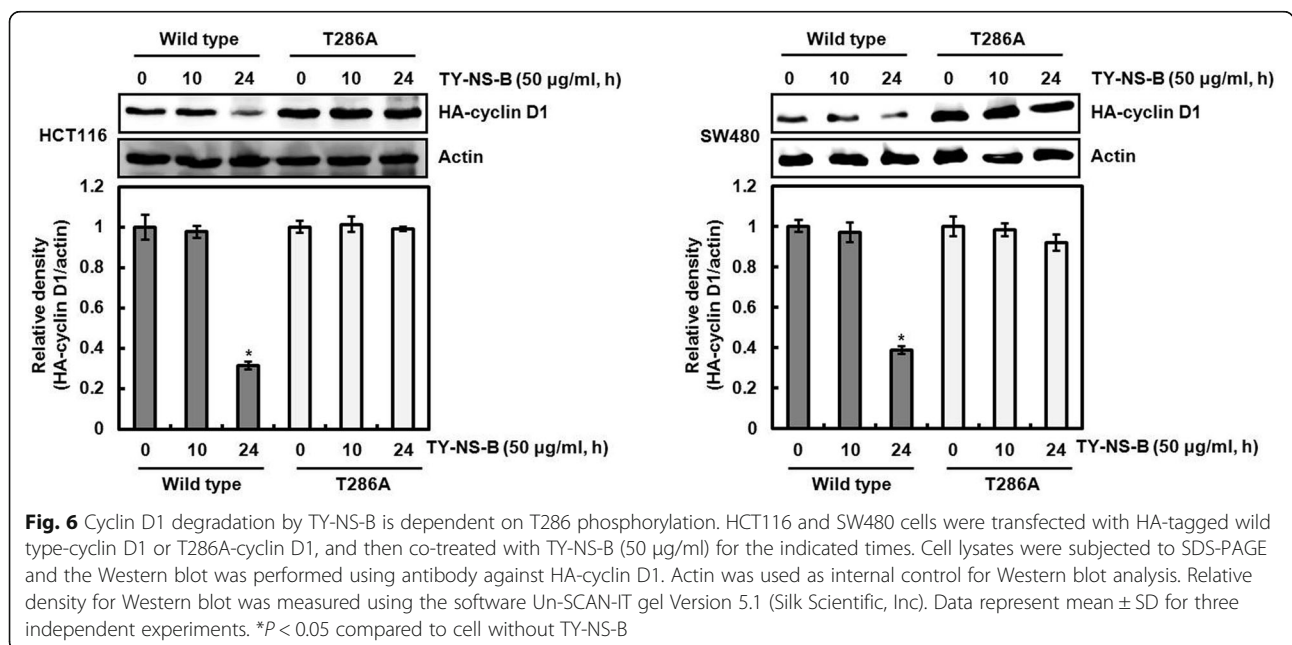 Wild type T286A
0 10 24 0 10 24 TY-NS-B (50 µg/ml, h)
HA-cyclin D1
HCT116
Actin
1.2
1
0.8
0.6
0.4
0.2
0
Relative density
(HA-cyclin D1/actin)
*
0 10 24 0 10 24 TY-NS-B (50 µg/ml, h)
Wild type T286A
Wild type T286A
0 10 24 0 10 24 TY-NS-B (50 µg/ml, h)
HA-cyclin D1
SW480
Actin
1.2
1
0.8
0.6
0.4
0.2
0
Relative density
(HA-cyclin D1/actin)
*
0 10 24 0 10 24 TY-NS-B (50 µg/ml, h)
Wild type T286A
Fig. 6 Cyclin D1 degradation by TY-NS-B is dependent on T286 phosphorylation. HCT116 and SW480 cells were transfected with HA-tagged wild
type-cyclin D1 or T286A-cyclin D1, and then co-treated with TY-NS-B (50 µg/ml) for the indicated times. Cell lysates were subjected to SDS-PAGE
and the Western blot was performed using antibody against HA-cyclin D1. Actin was used as internal control for Western blot analysis. Relative
density for Western blot was measured using the software Un-SCAN-IT gel Version 5.1 (Silk Scientific, Inc). Data represent mean ± SD for three
independent experiments. *P < 0.05 compared to cell without TY-NS-B